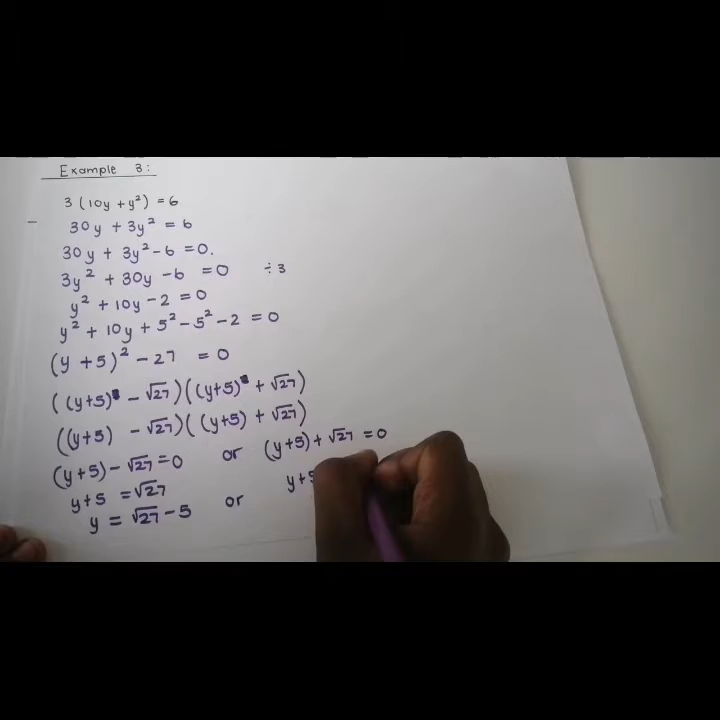 Example 3:
3 (10y + y²) = 6
30y + 3y² = 6
30y + 3y² - 6 = 0.
3y² + 30y - 6 = 0 ÷ 3
y² + 10y - 2 = 0
y² + 10y + 5² - 5² - 2 = 0
(y + 5)² - 27 = 0
((y+5) - √27)((y+5) + √27)
((y+5) - √27)((y+5) + √27)
(y+5) - √27 = 0 or (y+5) + √27 = 0
y+5 = √27 y+5
y = √27 - 5 or